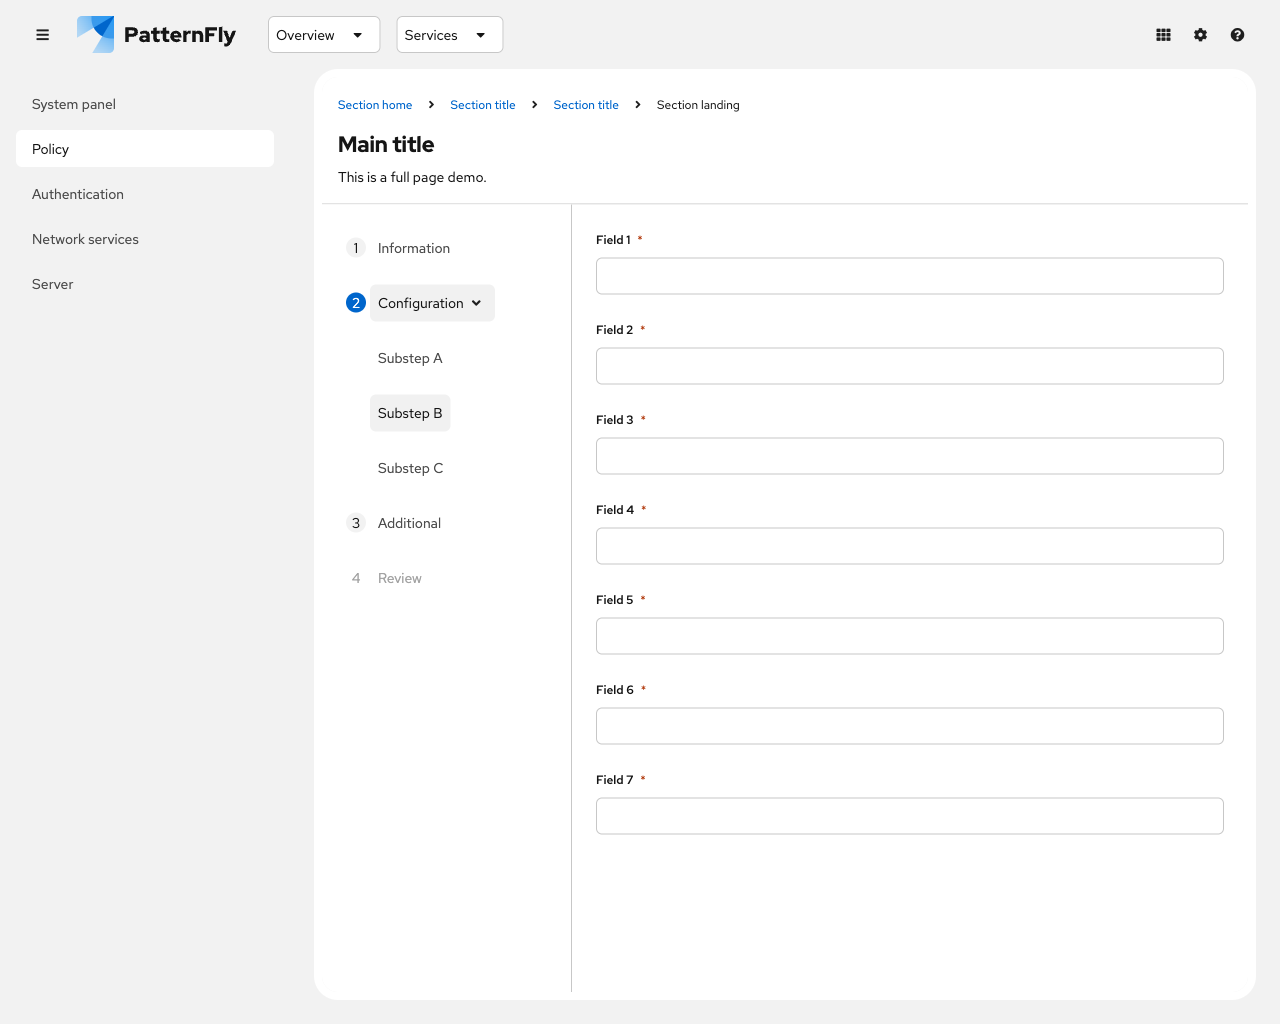 PatternFly
Overview
Services
System panel
Policy
Authentication
Network services
Server
Section home
Section title
Section title
Section landing
Main title
This is a full page demo.
1 Information
2 Configuration
Substep A
Substep B
Substep C
3 Additional
4 Review
Field 1 *
Field 2 *
Field 3 *
Field 4 *
Field 5 *
Field 6 *
Field 7 *